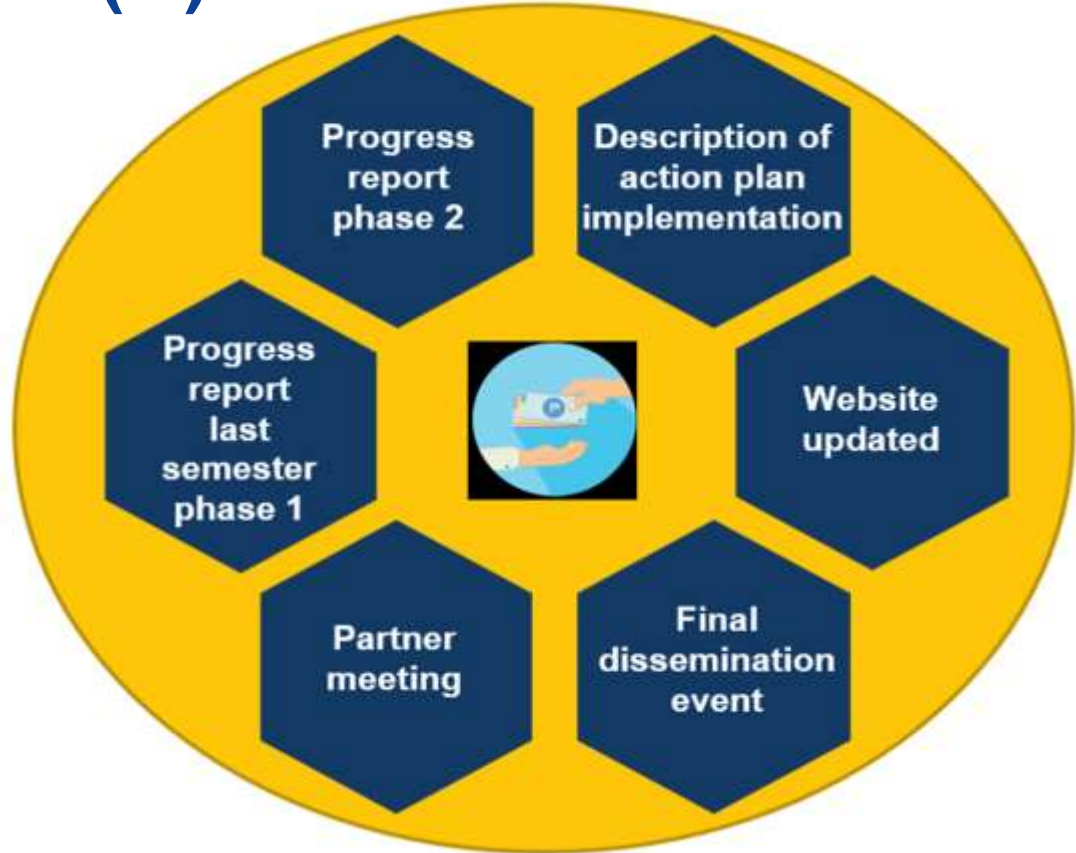 Progress
report
phase 2
Description of
action plan
implementation
Progress
report
last
semester
phase 1
Website
updated
Partner
meeting
Final
dissemination
event